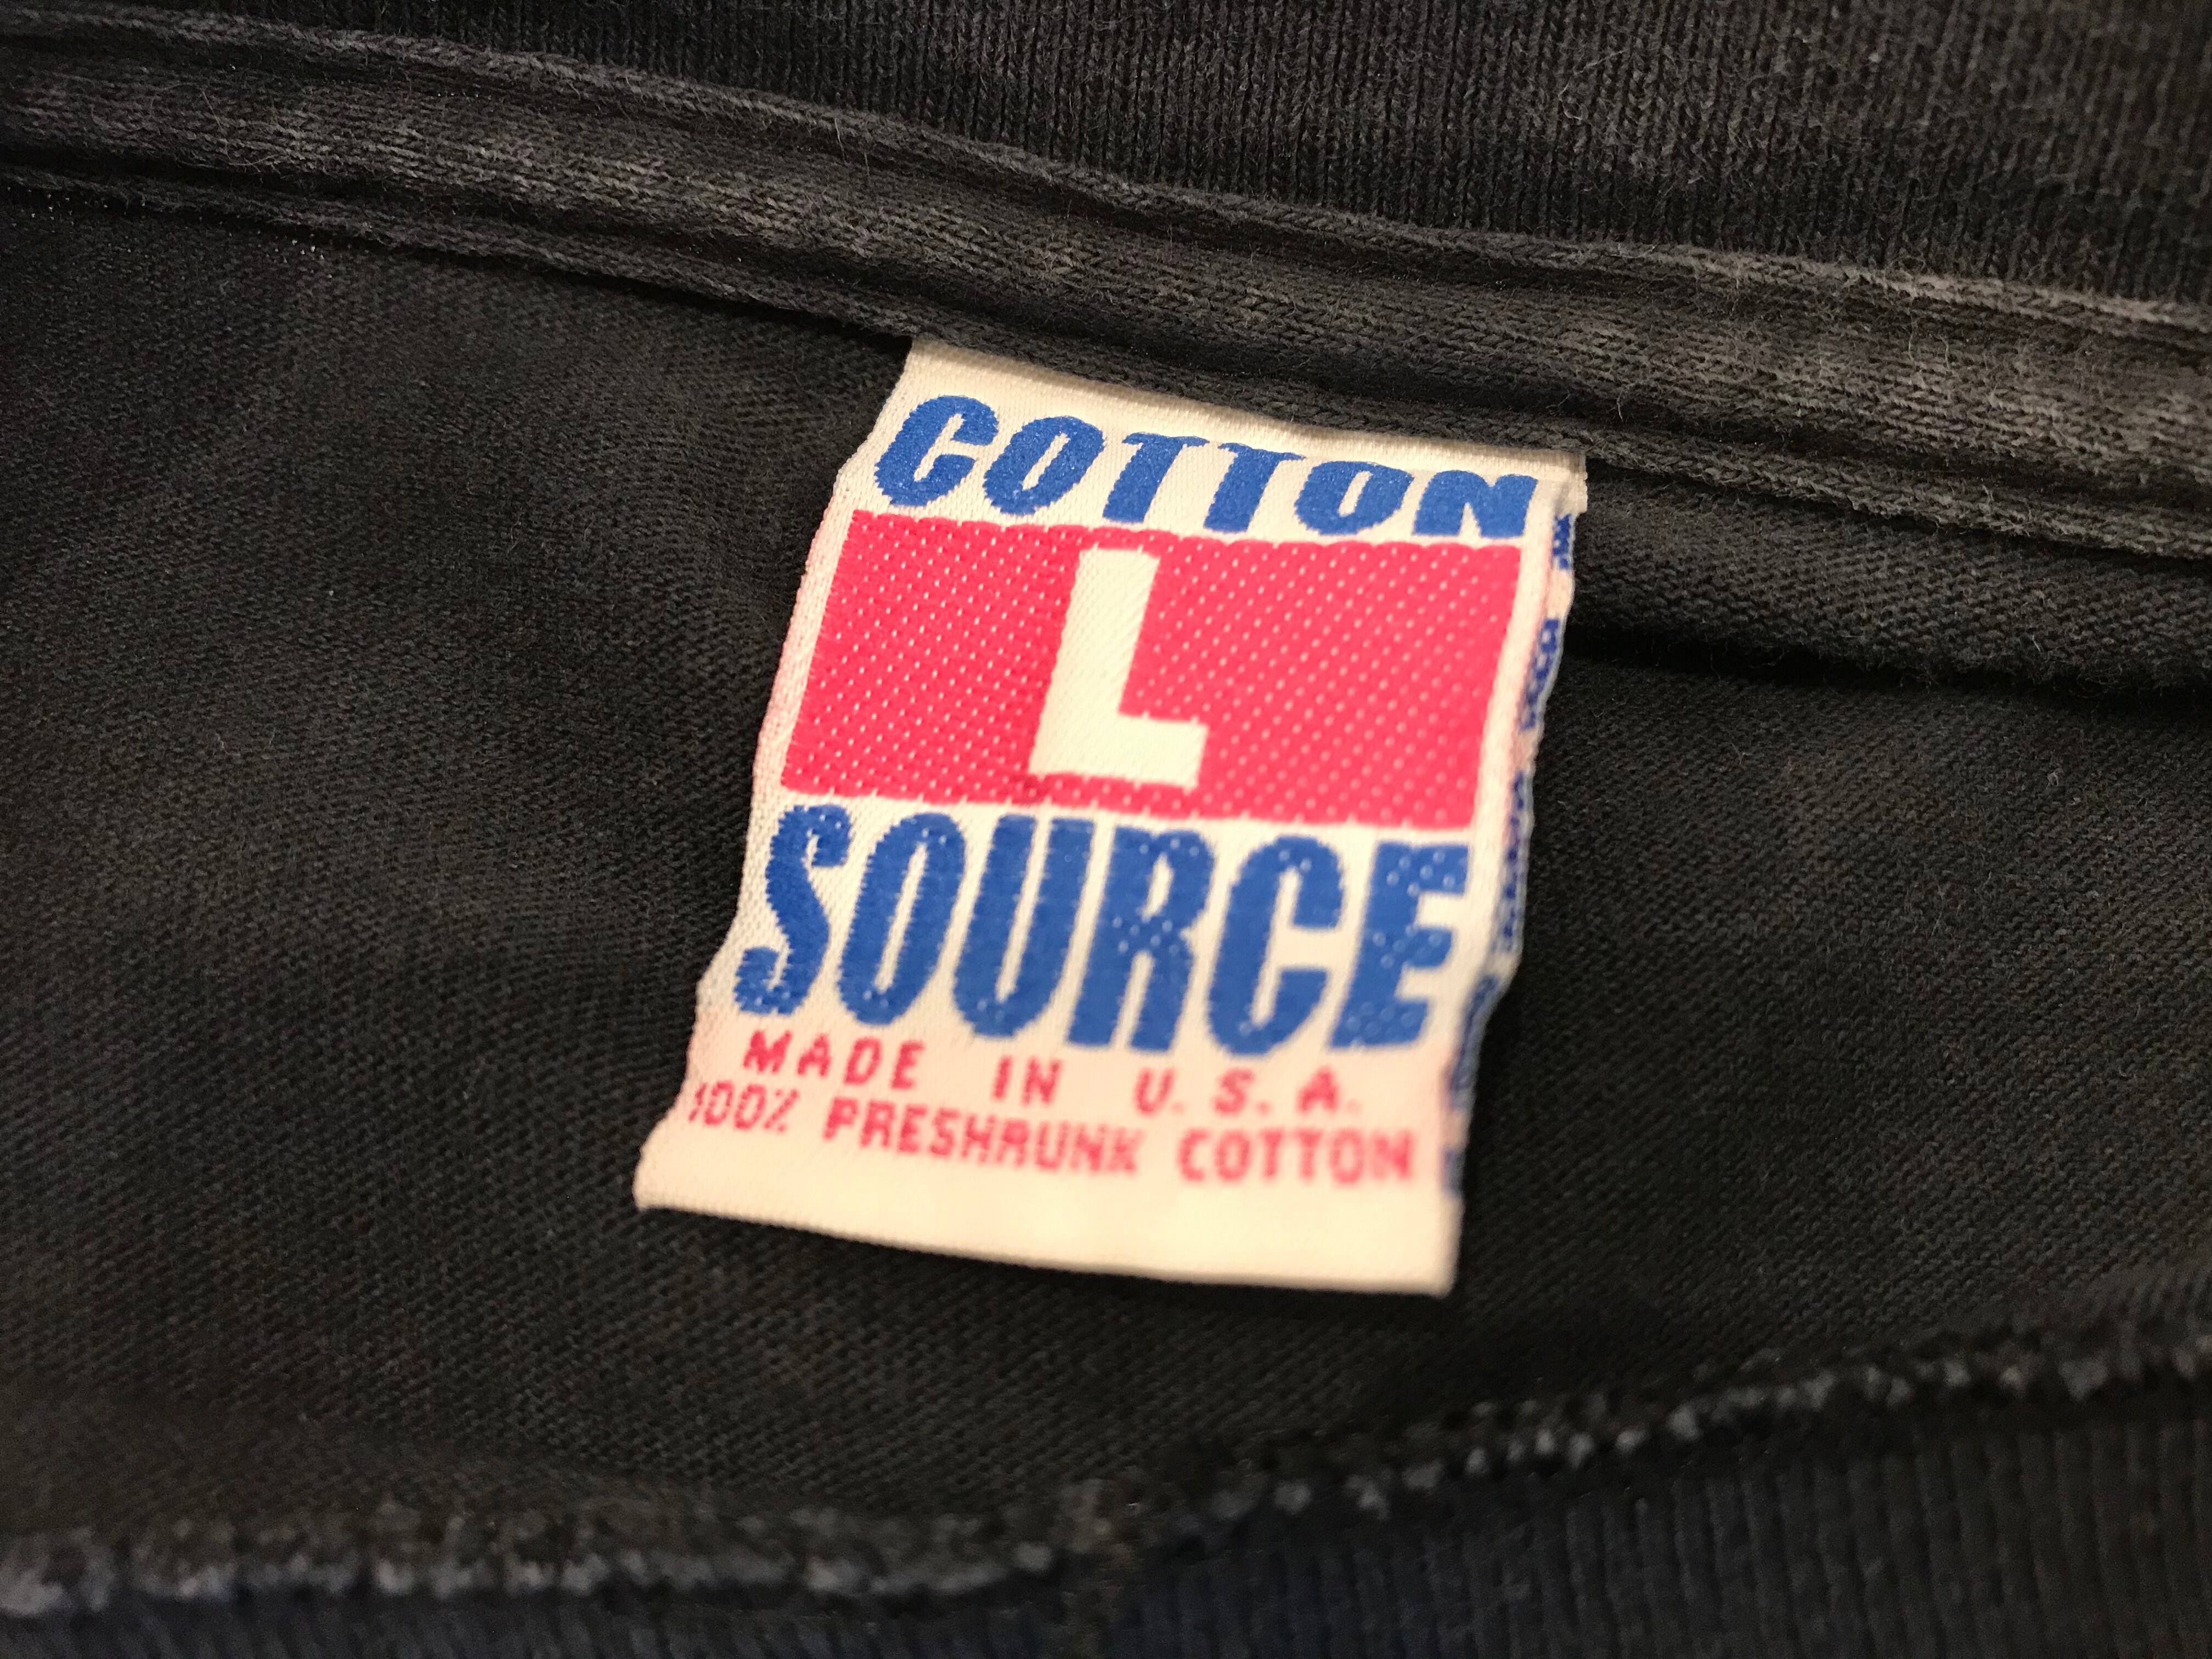 COTTON
L
SOURCE
MADE IN U.S.A.
100% PRESHRUNK COTTON